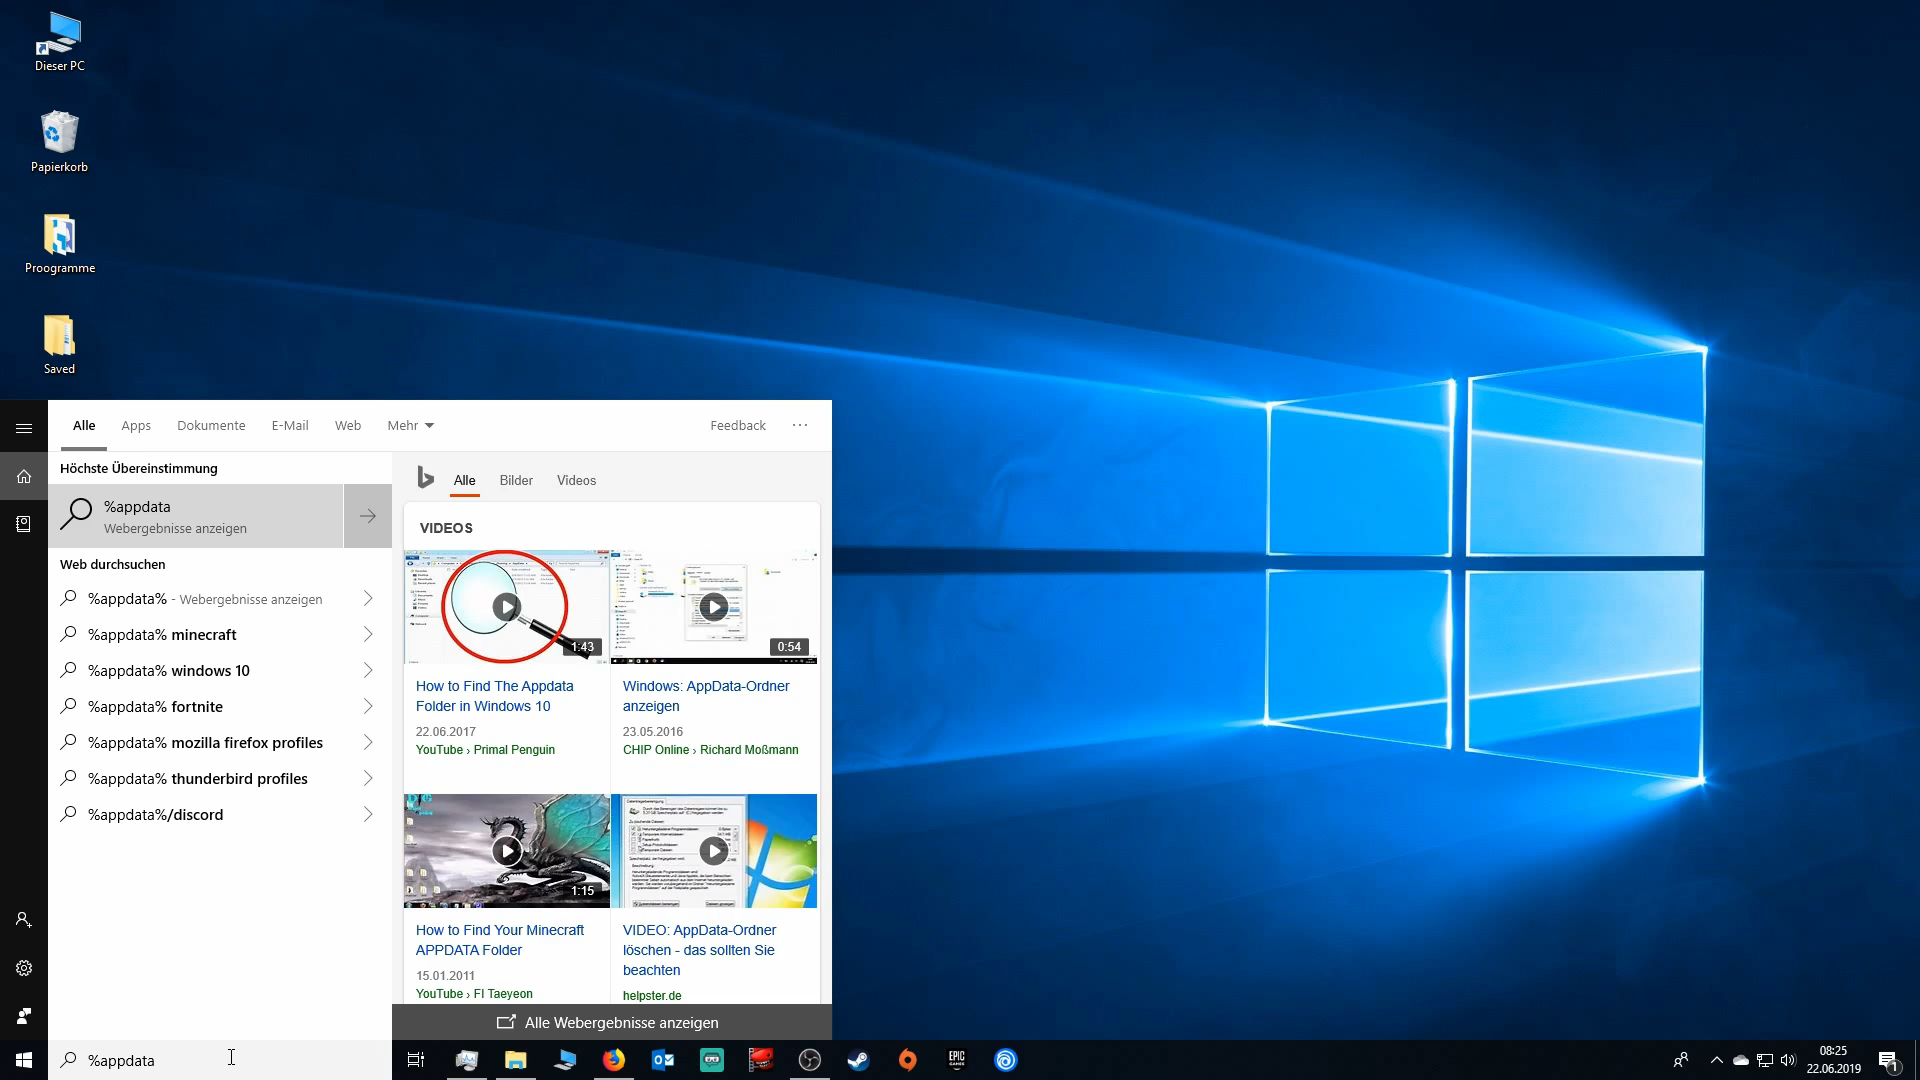 Dieser PC
Papierkorb
Proogramme
Saved
Alle
Apps
Dokumente
E-Mail
Web
Mehr
Feedback
Höchste Übereinstimmung
%appdata
Webergebnisse anzeigen
Web durchsuchen
%appdata% - Webergebnisse anzeigen
%appdata% minecraft
%appdata% windows 10
%appdata% fortnite
%appdata% mozilla firefox profiles
%appdata% thunderbird profiles
%appdata%/discord
Alle
Bilder
Videos
VIDEOS
1:43
0:54
How to Find The Appdata
Folder in Windows 10
22.06.2017
YouTube › Primal Penguin
Windows: AppData-Ordner
anzeigen
23.05.2016
CHIP Online › Richard Moßmann
1:15
How to Find Your Minecraft
APPDATA Folder
15.01.2011
YouTube › FI Taeyeon
VIDEO: AppData-Ordner
löschen - das sollten Sie
beachten
helpster.de
Alle Webergebnisse anzeigen
%appdata
EPIC
GAMES
08:25
22.06.2019
1